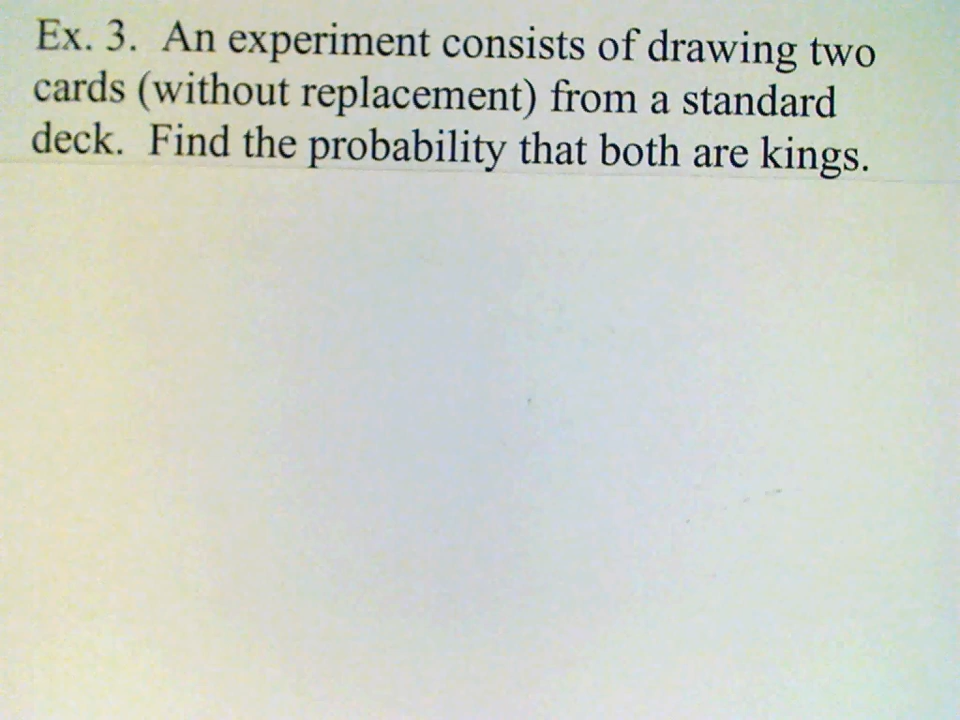 Ex. 3.  An experiment consists of drawing two
cards (without replacement) from a standard
deck.  Find the probability that both are kings.